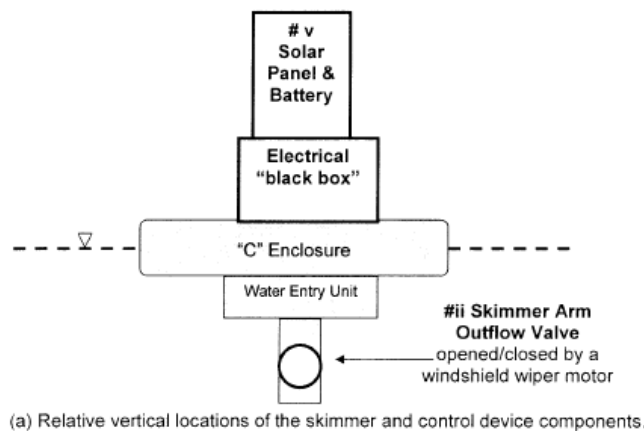 # v
Solar
Panel &
Battery
Electrical
“black box”
“C” Enclosure
Water Entry Unit
#ii Skimmer Arm
Outflow Valve
opened/closed by a
windshield wiper motor
(a) Relative vertical locations of the skimmer and control device components